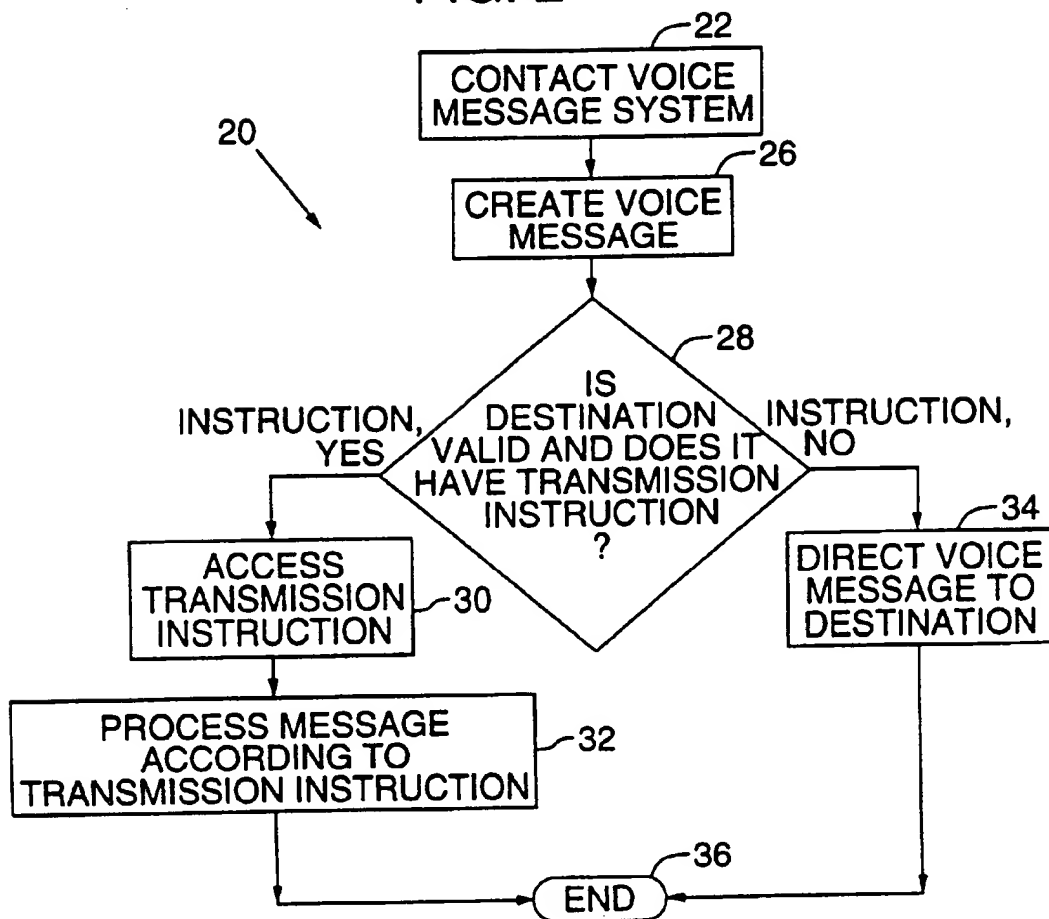 22
CONTACT VOICE
MESSAGE SYSTEM
20
26
CREATE VOICE
MESSAGE
28
IS
DESTINATION
VALID AND DOES IT
HAVE TRANSMISSION
INSTRUCTION
?
INSTRUCTION,
YES
INSTRUCTION,
NO
ACCESS
TRANSMISSION
INSTRUCTION
30
34
DIRECT VOICE
MESSAGE TO
DESTINATION
PROCESS MESSAGE
ACCORDING TO
TRANSMISSION INSTRUCTION
32
36
END